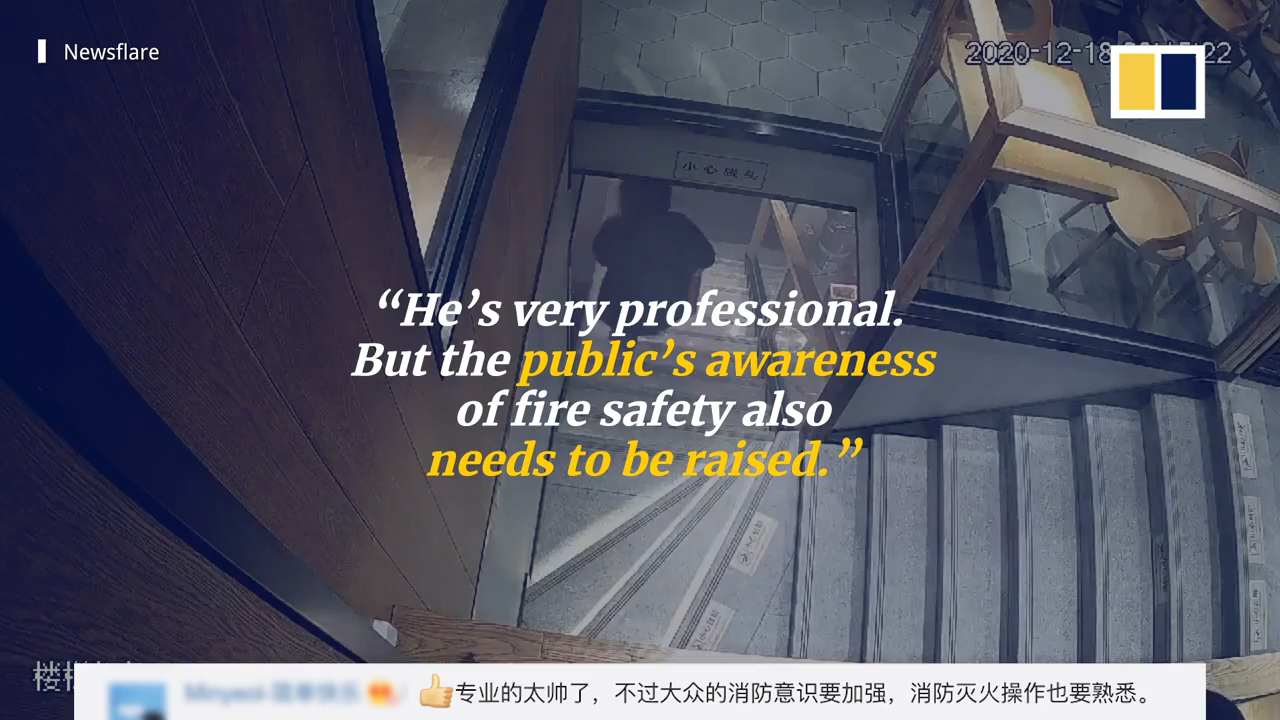 Newsflare
2020-12-18
22
小心碰头
“He’s very professional.
But the public’s awareness
of fire safety also
needs to be raised.”
👍专业的太帅了，不过大众的消防意识要加强，消防灭火操作也要熟悉。